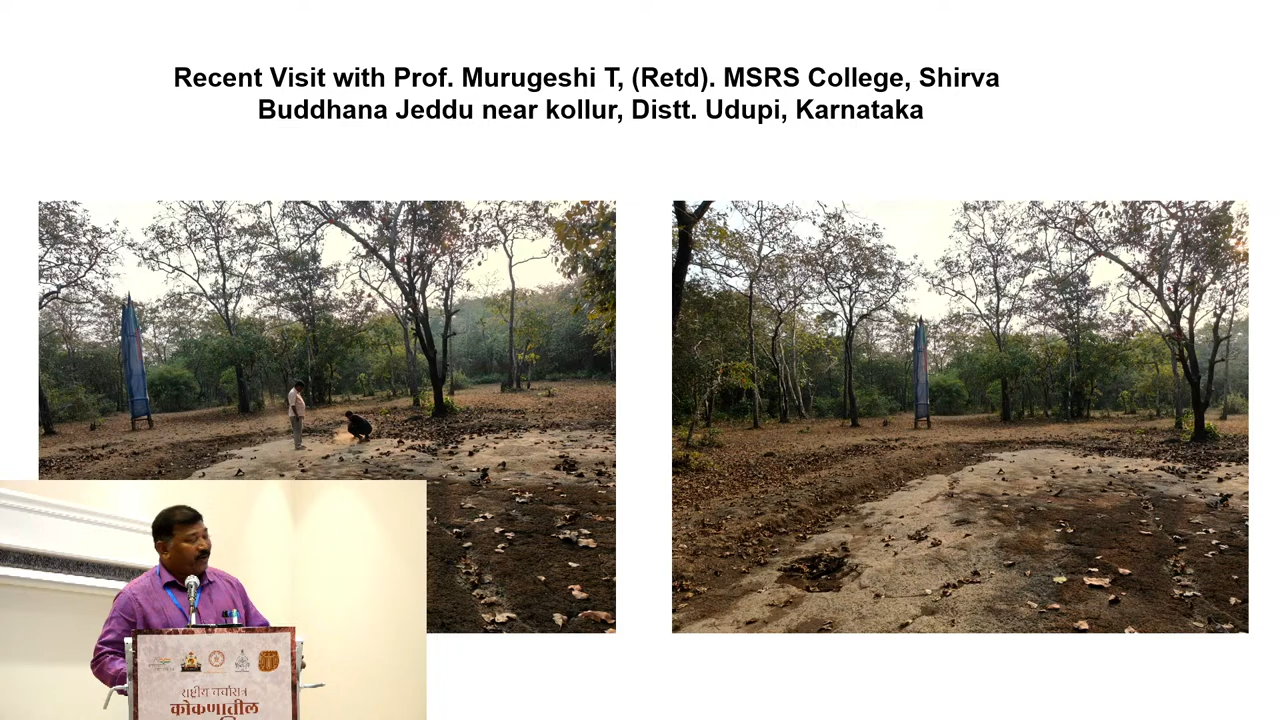 Recent Visit with Prof. Murugeshi T, (Retd). MSRS College, Shirva
Buddhana Jeddu near kollur, Distt. Udupi, Karnataka
राष्ट्रीय चर्चासत्र
कोकणातील